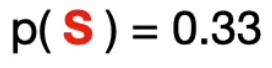 p( S ) = 0.33